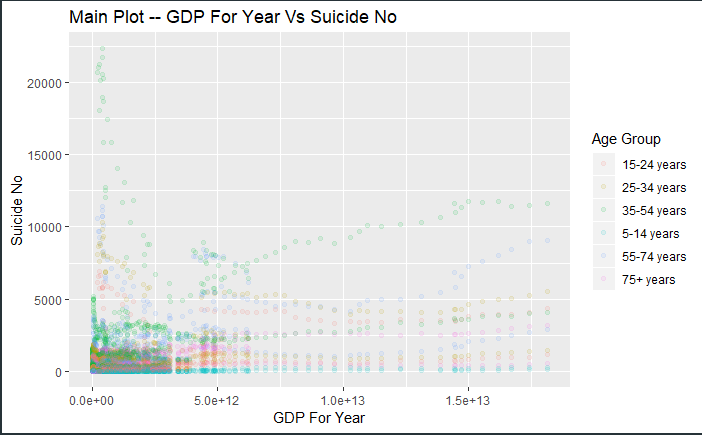 Main Plot -- GDP For Year Vs Suicide No
Suicide No
20000
15000
10000
5000
0
0.0e+00
5.0e+12
1.0e+13
1.5e+13
GDP For Year
Age Group
15-24 years
25-34 years
35-54 years
5-14 years
55-74 years
75+ years